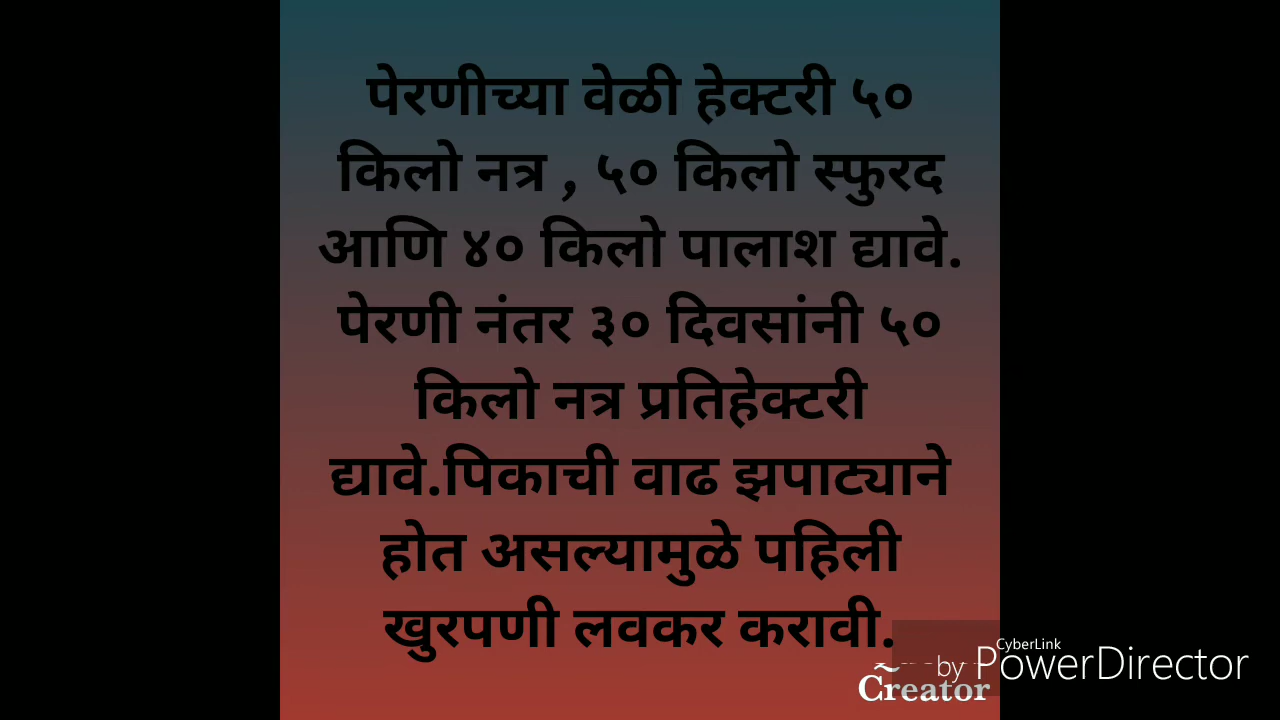 पेरणीच्या वेळी हेक्टरी ५०
किलो नत्र , ५० किलो स्फुरद
आणि ४० किलो पालाश द्यावे.
पेरणी नंतर ३० दिवसांनी ५०
किलो नत्र प्रतिहेक्टरी
द्यावे.पिकाची वाढ झपाट्याने
होत असल्यामुळे पहिली
खुरपणी लवकर करावी.
CyberLink
by PowerDirector
Creator